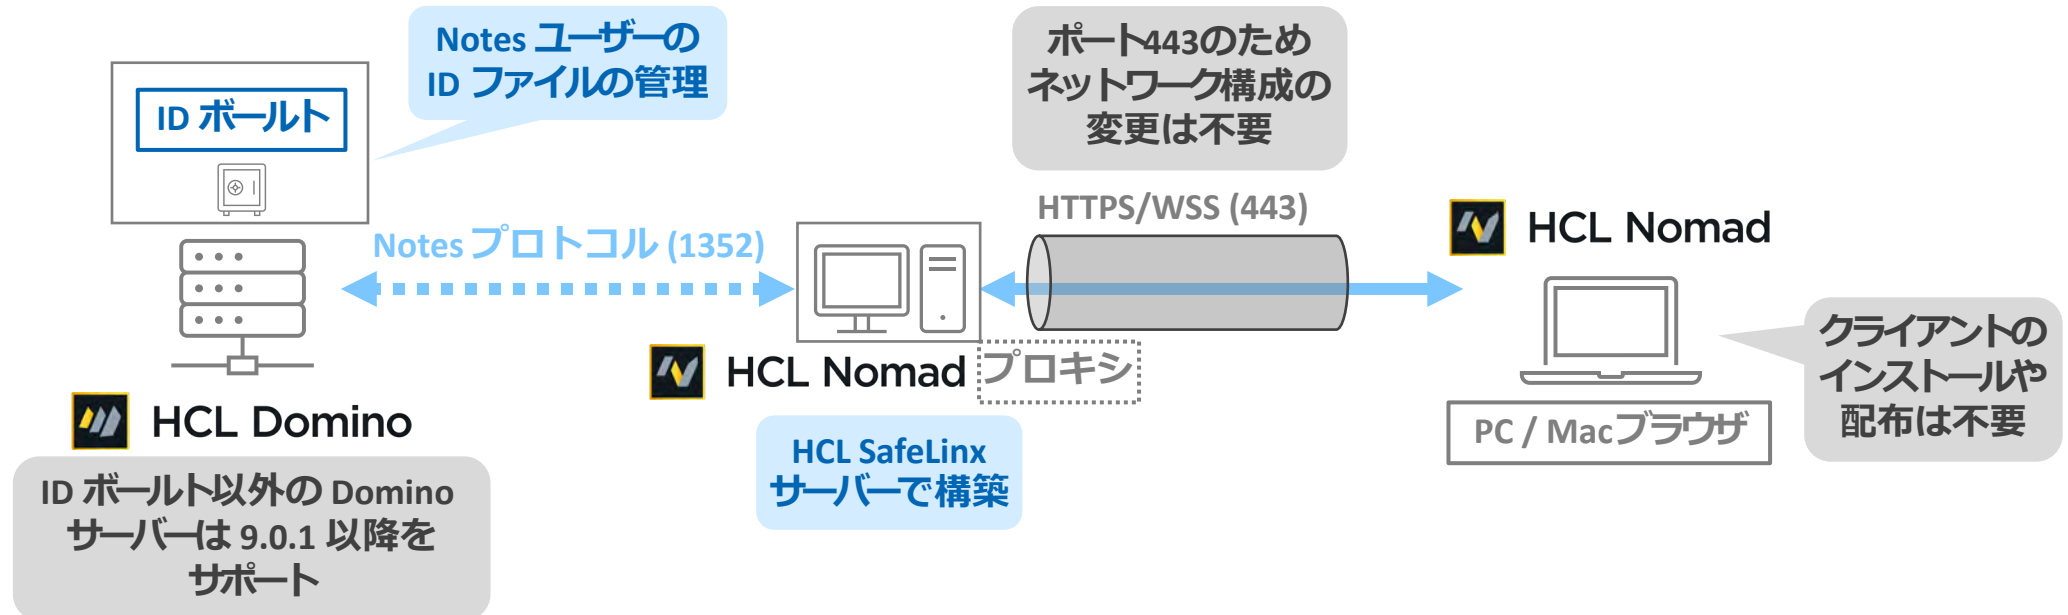 Notes ユーザーの
ID ファイルの管理
ID ボールト
ポート443のため
ネットワーク構成の
変更は不要
Notes プロトコル (1352)
HTTPS/WSS (443)
HCL Nomad
HCL Nomad プロキシ
HCL Domino
HCL SafeLinx
サーバーで構築
PC / Macブラウザ
クライアントの
インストールや
配布は不要
ID ボールト以外の Domino
サーバーは 9.0.1 以降を
サポート